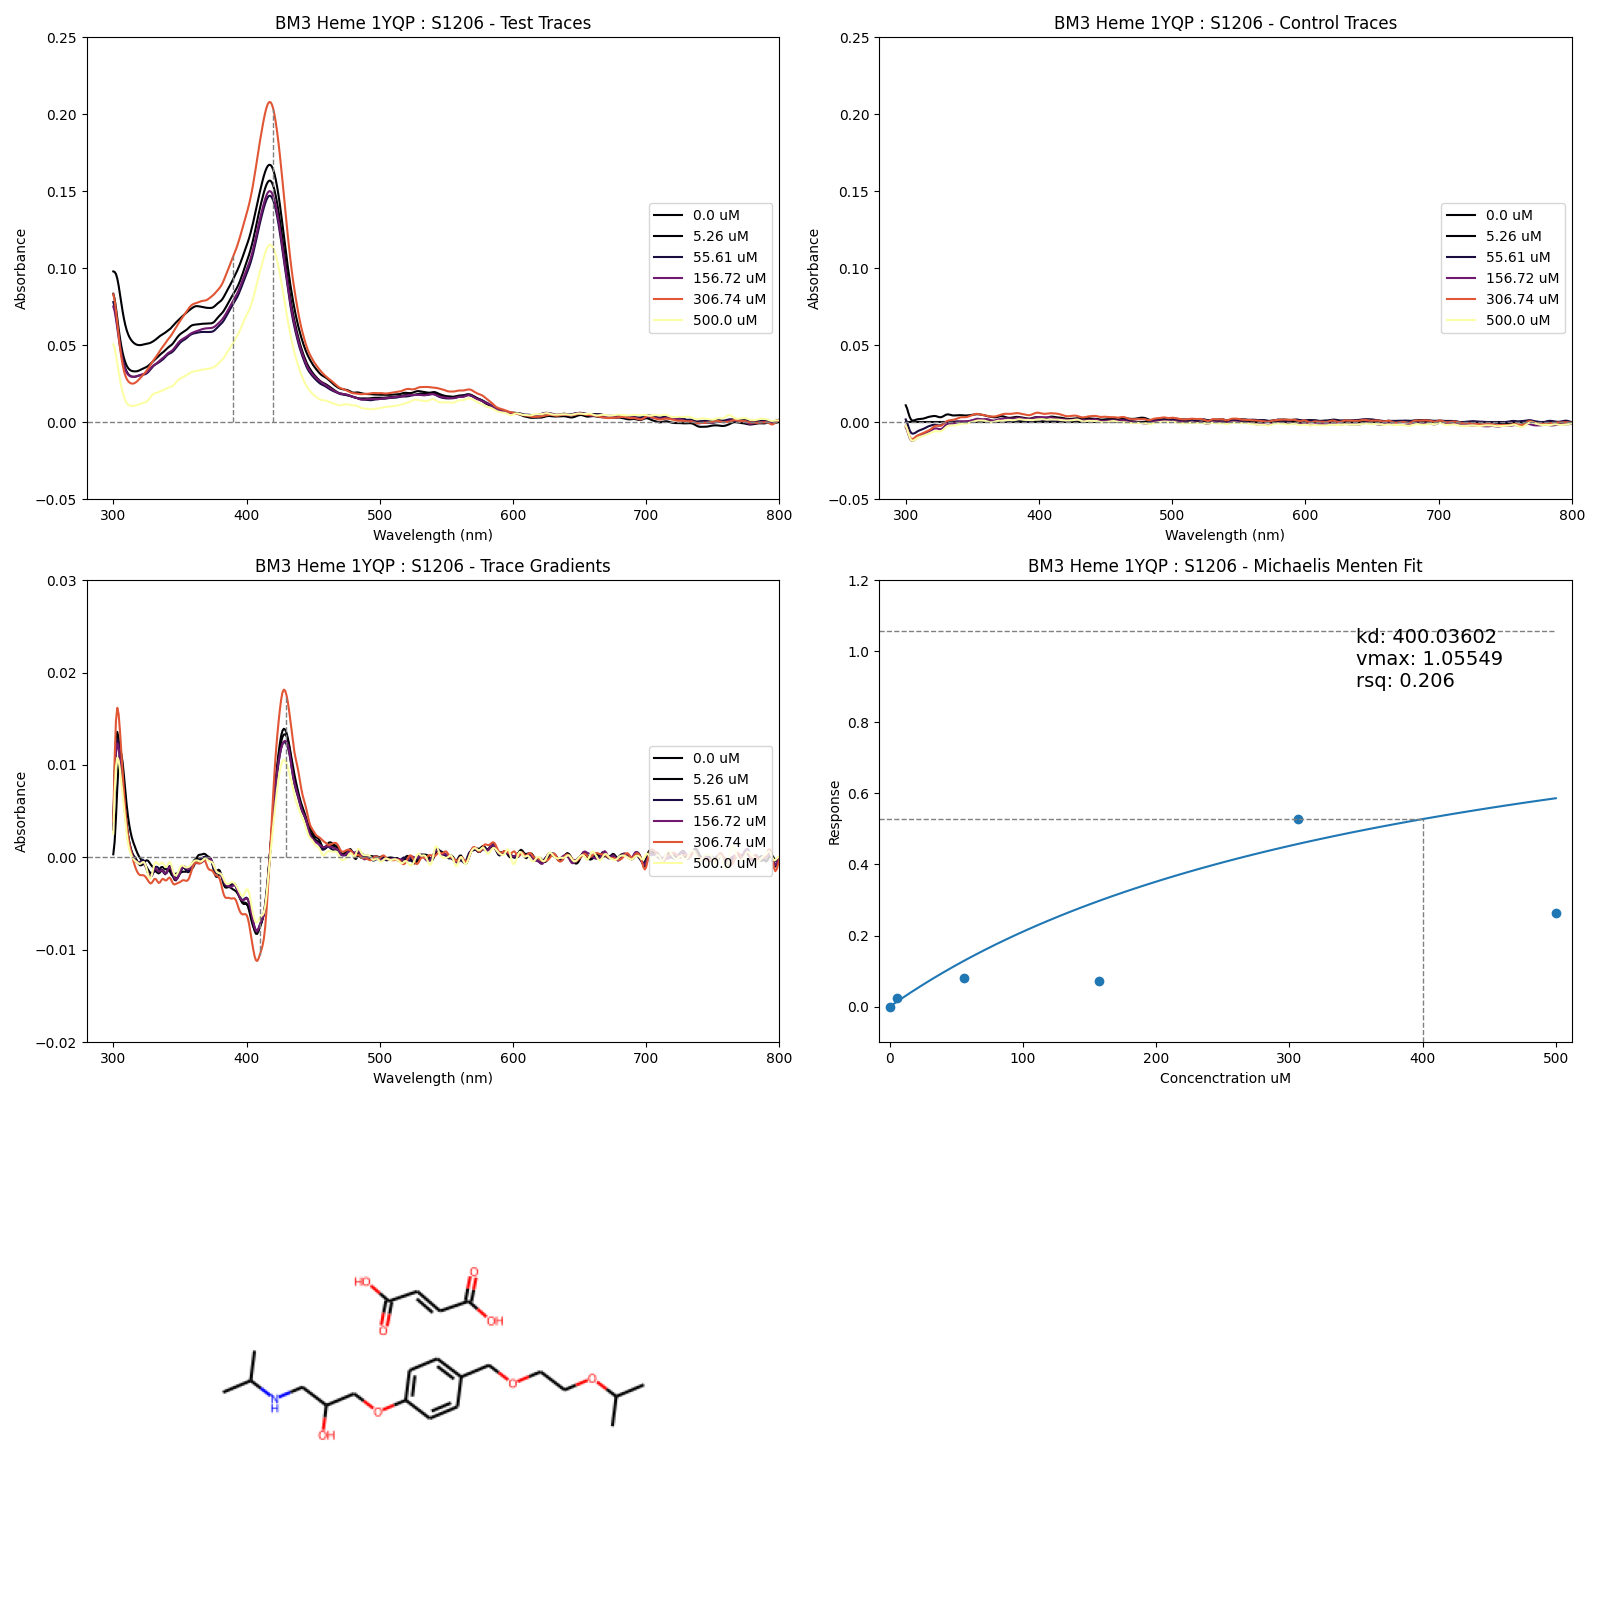 BM3 Heme 1YQP : S1206 - Test Traces
0.25
0.20
0.15
0.10
0.05
0.00
−0.05
Absorbance
300 400 500 600 700 800
Wavelength (nm)
0.0 uM
5.26 uM
55.61 uM
156.72 uM
306.74 uM
500.0 uM
BM3 Heme 1YQP : S1206 - Control Traces
0.25
0.20
0.15
0.10
0.05
0.00
−0.05
Absorbance
300 400 500 600 700 800
Wavelength (nm)
0.0 uM
5.26 uM
55.61 uM
156.72 uM
306.74 uM
500.0 uM
BM3 Heme 1YQP : S1206 - Trace Gradients
0.03
0.02
0.01
0.00
−0.01
−0.02
Absorbance
300 400 500 600 700 800
Wavelength (nm)
0.0 uM
5.26 uM
55.61 uM
156.72 uM
306.74 uM
500.0 uM
BM3 Heme 1YQP : S1206 - Michaelis Menten Fit
1.2
1.0
0.8
0.6
0.4
0.2
0.0
Response
kd: 400.03602
vmax: 1.05549
rsq: 0.206
0 100 200 300 400 500
Concenctration uM
HO
O
O
OH
N
H
OH
O
O
O